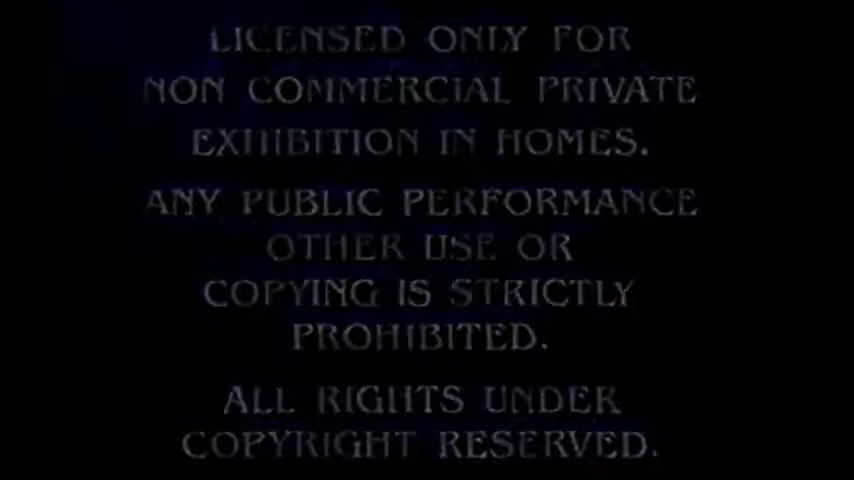 LICENSED ONLY FOR
NON COMMERCIAL PRIVATE
EXHIBITION IN HOMES.
ANY PUBLIC PERFORMANCE
OTHER USE OR
COPYING IS STRICTLY
PROHIBITED.
ALL RIGHTS UNDER
COPYRIGHT RESERVED.